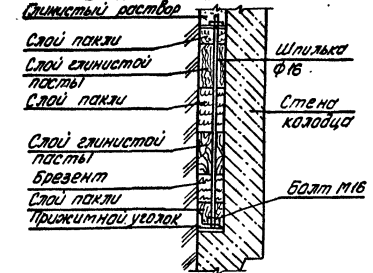 Глинистый раствор
Слой пакли
Слой глинистой
пасты
Слой пакли
Слой глинистой
пасты
Брезент
Слой пакли
Прижимной уголок
Шпилька
Ф16
Стена
колодца
Болт М16